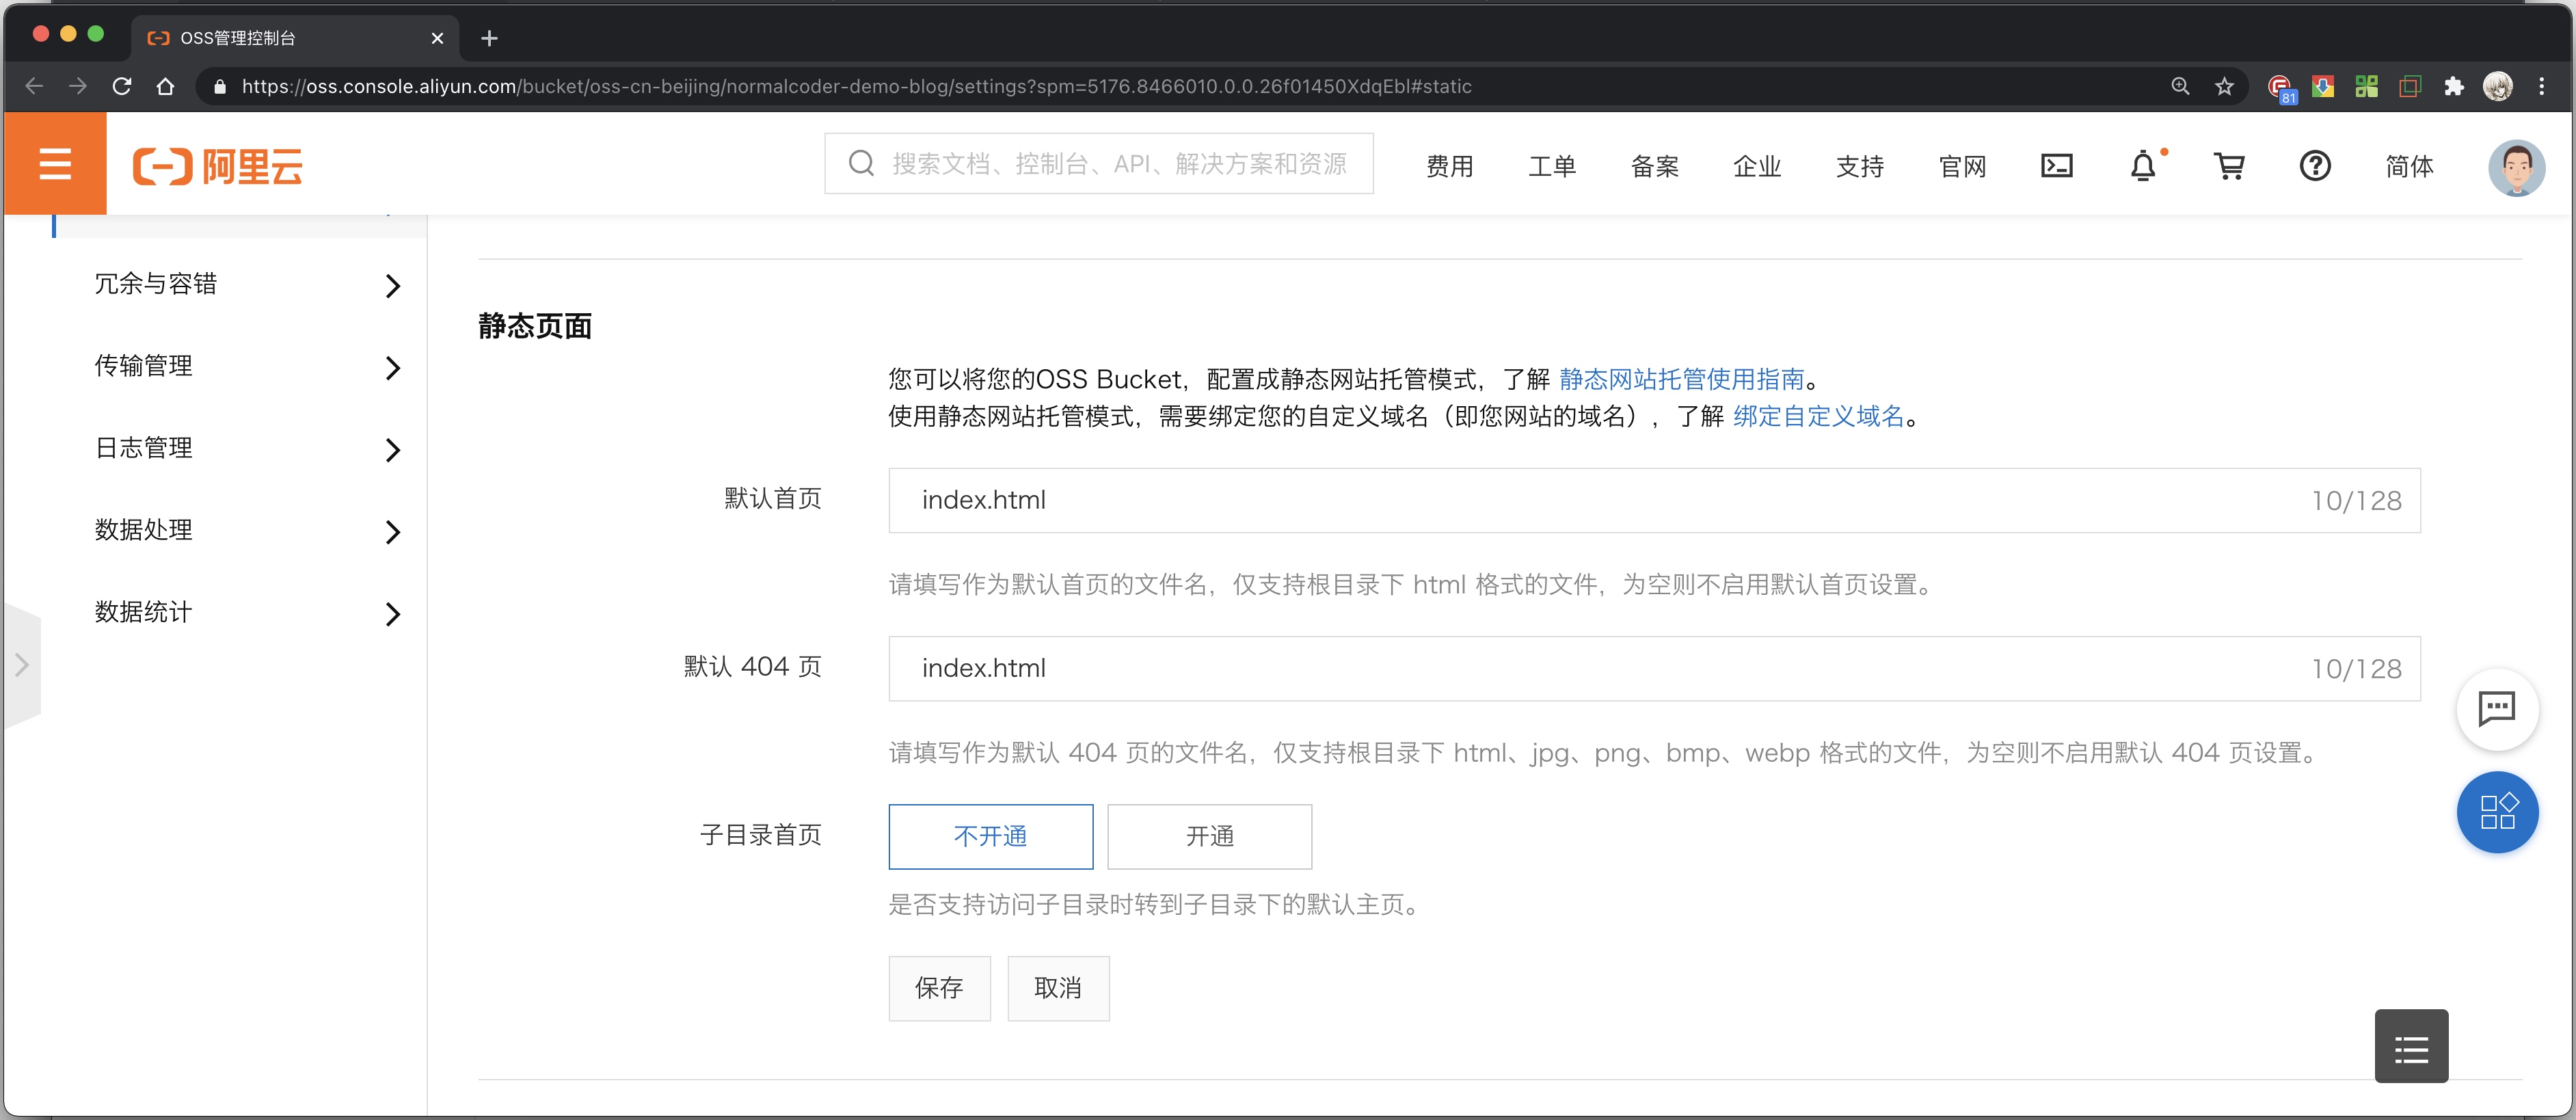 OSS管理控制台
https://oss.console.aliyun.com/bucket/oss-cn-beijing/normalcoder-demo-blog/settings?spm=5176.8466010.0.0.26f01450XdqEbl#static
81
阿里云
搜索文档、控制台、API、解决方案和资源
费用 工单 备案 企业 支持 官网 简体
冗余与容错
传输管理
日志管理
数据处理
数据统计
静态页面
您可以将您的OSS Bucket，配置成静态网站托管模式，了解 静态网站托管使用指南。
使用静态网站托管模式，需要绑定您的自定义域名（即您网站的域名），了解 绑定自定义域名。
默认首页 index.html 10/128
请填写作为默认首页的文件名，仅支持根目录下 html 格式的文件，为空则不启用默认首页设置。
默认 404 页 index.html 10/128
请填写作为默认 404 页的文件名，仅支持根目录下 html、jpg、png、bmp、webp 格式的文件，为空则不启用默认 404 页设置。
子目录首页 不开通 开通
是否支持访问子目录时转到子目录下的默认主页。
保存 取消